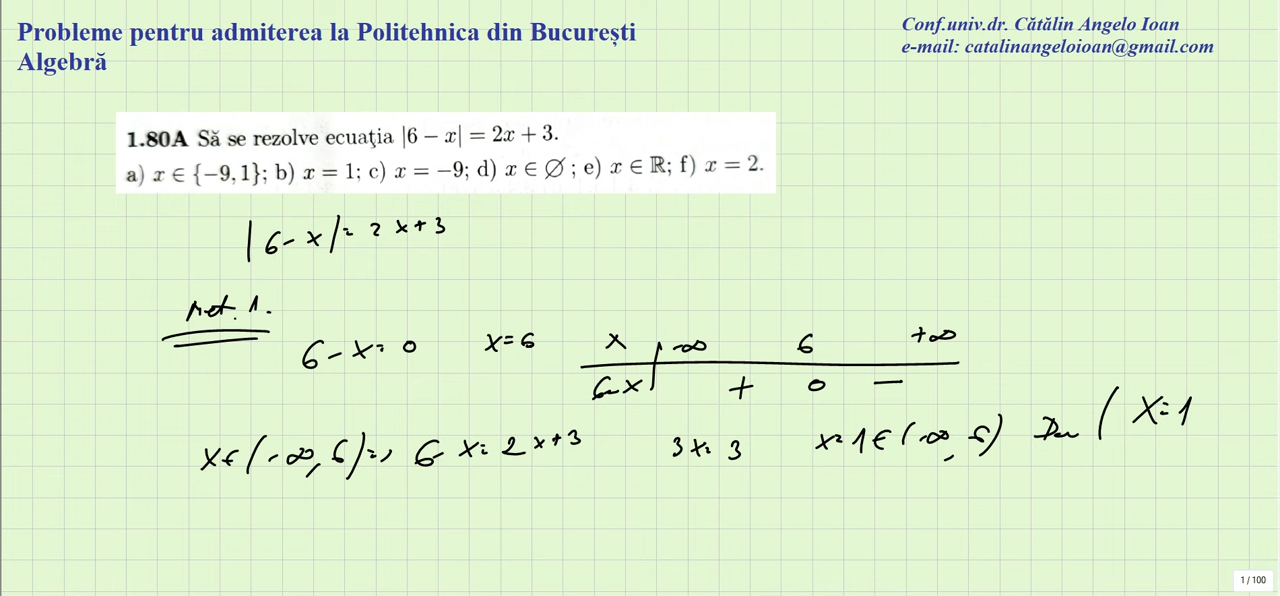 Probleme pentru admiterea la Politehnica din București
Algebră
Conf.univ.dr. Cătălin Angelo Ioan
e-mail: catalinangeloioan@gmail.com
1.80A Să se rezolve ecuaţia |6 − x| = 2x + 3.
a) x ∈ {−9, 1}; b) x = 1; c) x = −9; d) x ∈ ∅; e) x ∈ ℝ; f) x = 2.
|6-x|=2x+3
Met. 1.
6-x=0 x=6 x -∞ 6 +∞
6-x + 0 −
x∈(-∞,6)=> 6-x=2x+3 3x=3 x=1∈(-∞,6) Da (x=1
1 / 100